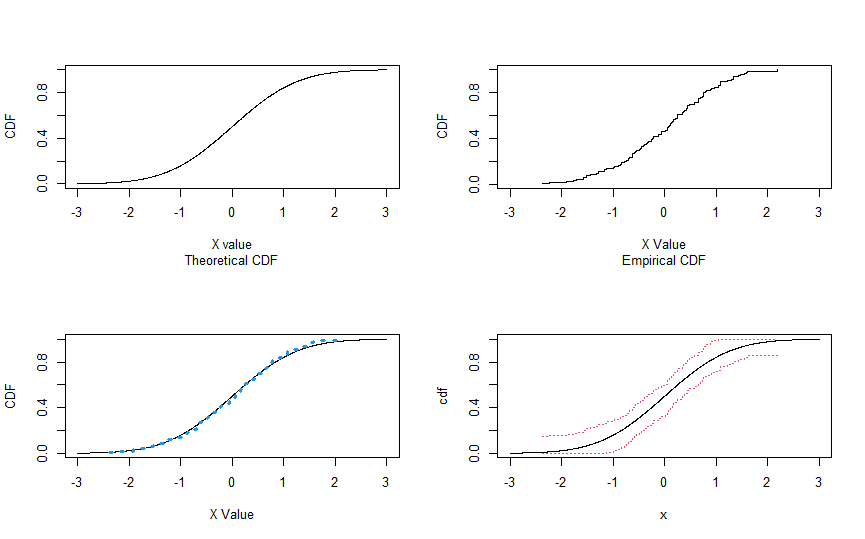 CDF
0.0 0.4 0.8
-3 -2 -1 0 1 2 3
X value
Theoretical CDF
CDF
0.0 0.4 0.8
-3 -2 -1 0 1 2 3
X Value
Empirical CDF
CDF
0.0 0.4 0.8
-3 -2 -1 0 1 2 3
X Value
cdf
0.0 0.4 0.8
-3 -2 -1 0 1 2 3
x